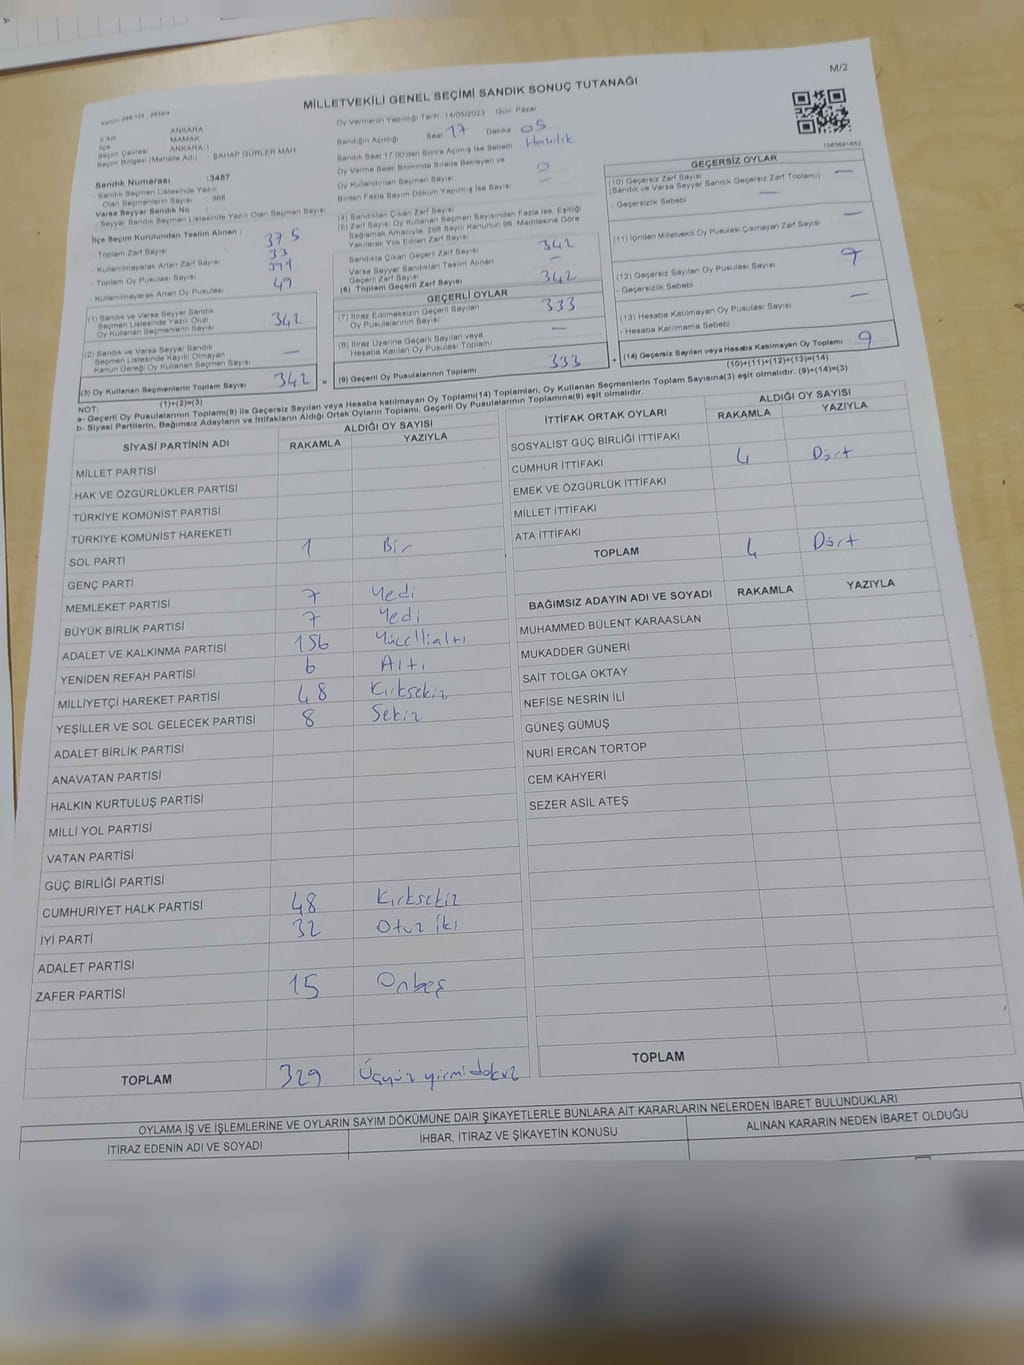 M/2
MİLLETVEKİLİ GENEL SEÇİMİ SANDIK SONUÇ TUTANAĞI
İl Adı : ANKARA
İlçe : MAMAK
Seçim Çevresi : ANKARA-1
Seçim Bölgesi (Mahalle Adı) : ŞAHAP GÜRLER MAH
Sandık Numarası :3487
- Sandık Seçmen Listesinde Yazılı
Olan Seçmenlerin Sayısı : 368
Varsa Seyyar Sandık No :
- Seyyar Sandık Seçmen Listesinde Yazılı Olan Seçmen Sayısı :
İlçe Seçim Kurulundan Teslim Alınan :
- Toplam Zarf Sayısı 375
- Kullanılmayarak Artan Zarf Sayısı 33
- Toplam Oy Pusulası Sayısı 391
- Kullanılmayarak Artan Oy Pusulası 49
(1) Sandık ve Varsa Seyyar Sandık
Seçmen Listesinde Yazılı Olup
Oy Kullanan Seçmenlerin Sayısı 342
(2) Sandık ve Varsa Seyyar Sandık
Seçmen Listesinde Kayıtlı Olmayan
Kanun Gereği Oy Kullanan Seçmen Sayısı —
(3) Oy Kullanan Seçmenlerin Toplam Sayısı 342
(1)+(2)=(3)
Oy Vermenin Yapıldığı Tarih : 14/05/2023 Gün: Pazar
Sandığın Açıldığı Saat 17 Dakika 05
Sandık Saat 17.00'den Sonra Açılmış İse Sebebi Hazırlık
Oy Verme Saati Bitiminde Sırada Bekleyen ve
Oy Kullandırılan Seçmen Sayısı 0
Birden Fazla Sayım Döküm Yapılmış İse Sayısı —
(4) Sandıktan Çıkan Zarf Sayısı
(5) Zarf Sayısı Oy Kullanan Seçmen Sayısından Fazla İse, Eşitliği
Sağlamak Amacıyla, 298 Sayılı Kanunun 98. Maddesine Göre
Yakılarak Yok Edilen Zarf Sayısı
Sandıkta Çıkan Geçerli Zarf Sayısı 342
Varsa Seyyar Sandıktan Teslim Alınan
Geçerli Zarf Sayısı —
(6) Toplam Geçerli Zarf Sayısı 342
GEÇERLİ OYLAR
(7) İtiraz Edilmeksizin Geçerli Sayılan
Oy Pusulalarının Sayısı 333
(8) İtiraz Üzerine Geçerli Sayılan veya
Hesaba Katılan Oy Pusulası Toplamı —
(9) Geçerli Oy Pusulalarının Toplamı 333
GEÇERSİZ OYLAR
(10) Geçersiz Zarf Sayısı
(Sandık ve Varsa Seyyar Sandık Geçersiz Zarf Toplamı) —
- Geçersizlik Sebebi : —
(11) İçinden Milletvekili Oy Pusulası Çıkmayan Zarf Sayısı —
(12) Geçersiz Sayılan Oy Pusulası Sayısı 9
- Geçersizlik Sebebi :
(13) Hesaba Katılmayan Oy Pusulası Sayısı —
- Hesaba Katılmama Sebebi :
(14) Geçersiz Sayılan veya Hesaba Katılmayan Oy Toplamı 9
(10)+(11)+(12)+(13)=(14)
NOT:
a- Geçerli Oy Pusulalarının Toplamı(9) ile Geçersiz Sayılan veya Hesaba katılmayan Oy Toplamı(14) Toplamları, Oy Kullanan Seçmenlerin Toplam Sayısına(3) eşit olmalıdır. (9)+(14)=(3)
b- Siyasi Partilerin, Bağımsız Adayların ve İttifakların Aldığı Ortak Oyların Toplamı, Geçerli Oy Pusulalarının Toplamına(9) eşit olmalıdır.
SİYASİ PARTİNİN ADI ALDIĞI OY SAYISI
RAKAMLA YAZIYLA
MİLLET PARTİSİ
HAK VE ÖZGÜRLÜKLER PARTİSİ
TÜRKİYE KOMÜNİST PARTİSİ
TÜRKİYE KOMÜNİST HAREKETİ
SOL PARTİ 1 Bir
GENÇ PARTİ
MEMLEKET PARTİSİ 7 Yedi
BÜYÜK BİRLİK PARTİSİ 7 Yedi
ADALET VE KALKINMA PARTİSİ 156 Yüzellialtı
YENİDEN REFAH PARTİSİ 6 Altı
MİLLİYETÇİ HAREKET PARTİSİ 48 Kırksekiz
YEŞİLLER VE SOL GELECEK PARTİSİ 8 Sekiz
ADALET BİRLİK PARTİSİ
ANAVATAN PARTİSİ
HALKIN KURTULUŞ PARTİSİ
MİLLİ YOL PARTİSİ
VATAN PARTİSİ
GÜÇ BİRLİĞİ PARTİSİ
CUMHURİYET HALK PARTİSİ 48 Kırksekiz
İYİ PARTİ 32 Otuz iki
ADALET PARTİSİ
ZAFER PARTİSİ 15 Onbeş
TOPLAM 329 Üçyüz yirmidokuz
İTTİFAK ORTAK OYLARI ALDIĞI OY SAYISI
RAKAMLA YAZIYLA
SOSYALİST GÜÇ BİRLİĞİ İTTİFAKI
CUMHUR İTTİFAKI 4 Dört
EMEK VE ÖZGÜRLÜK İTTİFAKI
MİLLET İTTİFAKI
ATA İTTİFAKI
TOPLAM 4 Dört
BAĞIMSIZ ADAYIN ADI VE SOYADI RAKAMLA YAZIYLA
MUHAMMED BÜLENT KARAASLAN
MUKADDER GÜNERİ
SAİT TOLGA OKTAY
NEFİSE NESRİN İLİ
GÜNEŞ GÜMÜŞ
NURİ ERCAN TORTOP
CEM KAHYERİ
SEZER ASİL ATEŞ
TOPLAM
OYLAMA İŞ VE İŞLEMLERİNE VE OYLARIN SAYIM DÖKÜMÜNE DAİR ŞİKAYETLERLE BUNLARA AİT KARARLARIN NELERDEN İBARET BULUNDUKLARI
İTİRAZ EDENİN ADI VE SOYADI İHBAR, İTİRAZ VE ŞİKAYETİN KONUSU ALINAN KARARIN NEDEN İBARET OLDUĞU